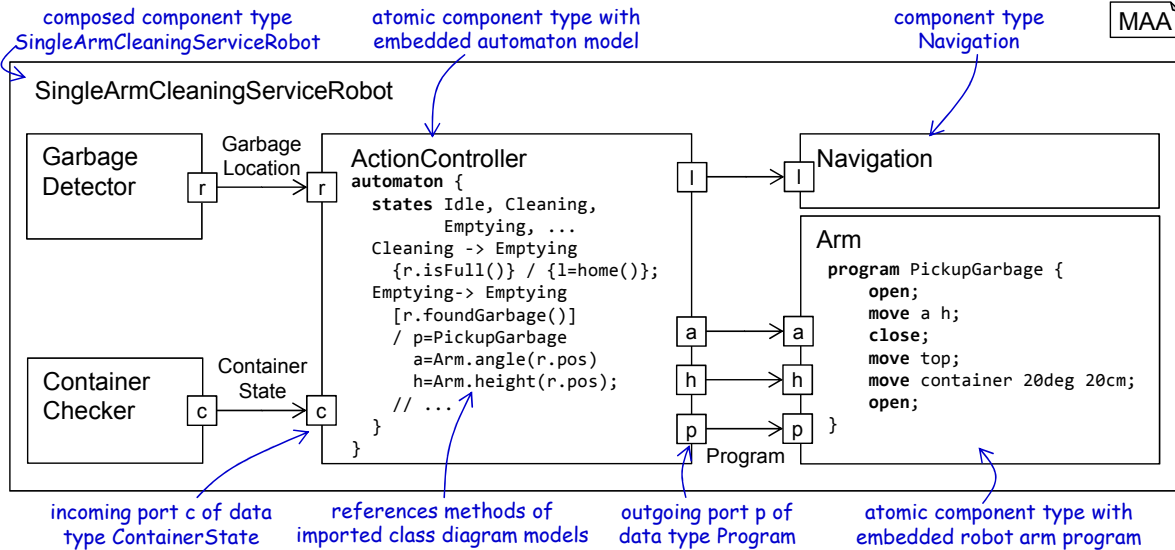 composed component type
SingleArmCleaningServiceRobot
atomic component type with
embedded automaton model
component type
Navigation
MAA
SingleArmCleaningServiceRobot
Garbage
Detector
r
Garbage
Location
r
ActionController
automaton {
states Idle, Cleaning,
Emptying, ...
Cleaning -> Emptying
{r.isFull()} / {l=home()};
Emptying-> Emptying
[r.foundGarbage()]
/ p=PickupGarbage
a=Arm.angle(r.pos)
h=Arm.height(r.pos);
// ...
}
}
l
l
Navigation
Arm
program PickupGarbage {
open;
move a h;
close;
move top;
move container 20deg 20cm;
open;
}
a
a
h
h
p
p
Program
Container
Checker
c
Container
State
c
incoming port c of data
type ContainerState
references methods of
imported class diagram models
outgoing port p of
data type Program
atomic component type with
embedded robot arm program